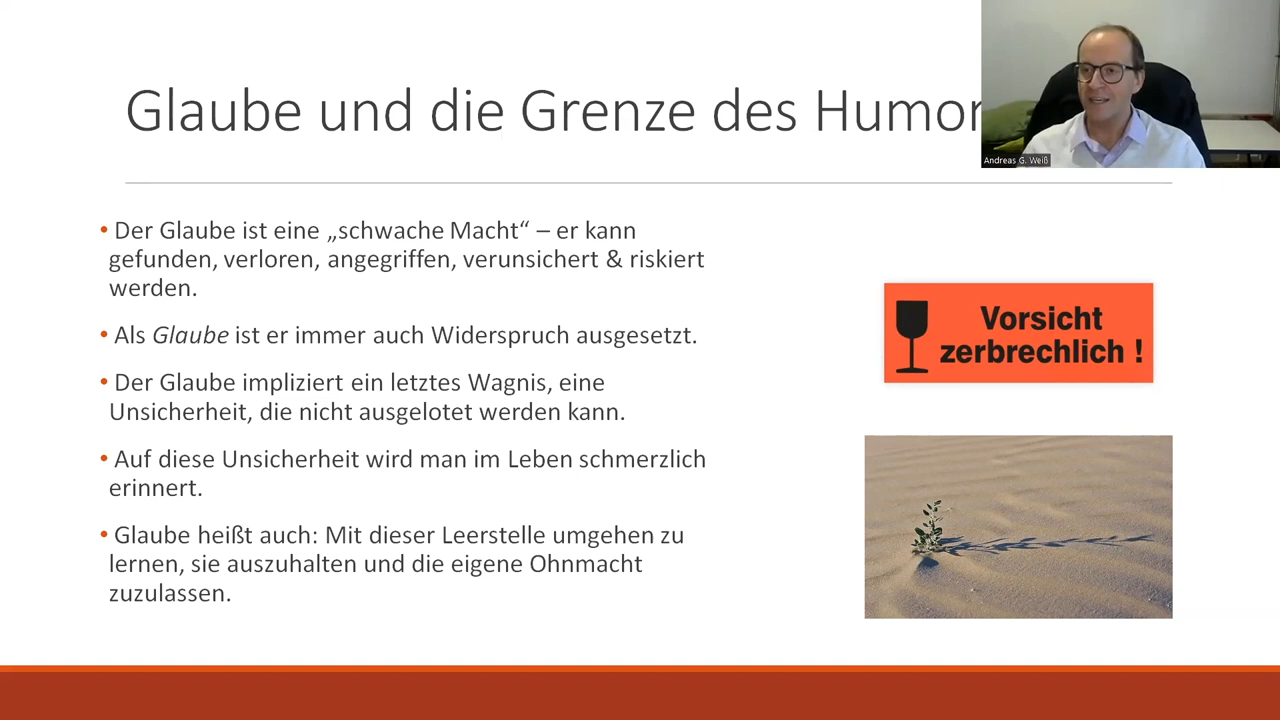 Glaube und die Grenze des Humor
Andreas G. Weiß
• Der Glaube ist eine „schwache Macht“ – er kann
gefunden, verloren, angegriffen, verunsichert & riskiert
werden.
• Als Glaube ist er immer auch Widerspruch ausgesetzt.
• Der Glaube impliziert ein letztes Wagnis, eine
Unsicherheit, die nicht ausgelotet werden kann.
• Auf diese Unsicherheit wird man im Leben schmerzlich
erinnert.
• Glaube heißt auch: Mit dieser Leerstelle umgehen zu
lernen, sie auszuhalten und die eigene Ohnmacht
zuzulassen.
Vorsicht
zerbrechlich !